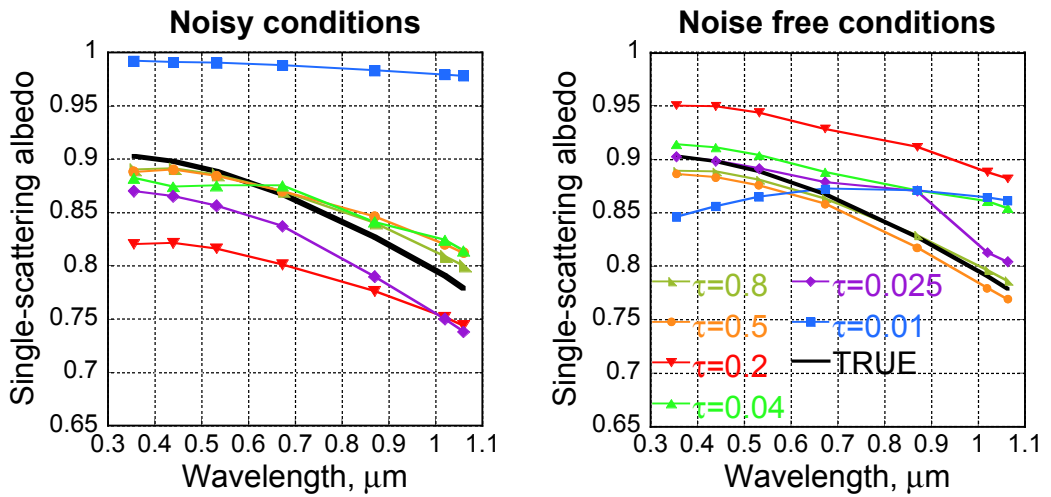 Noisy conditions
Single-scattering albedo
1
0.95
0.9
0.85
0.8
0.75
0.7
0.65
0.3 0.4 0.5 0.6 0.7 0.8 0.9 1 1.1
Wavelength, μm
Noise free conditions
Single-scattering albedo
1
0.95
0.9
0.85
0.8
0.75
0.7
0.65
τ=0.8
τ=0.5
τ=0.2
τ=0.04
τ=0.025
τ=0.01
TRUE
0.3 0.4 0.5 0.6 0.7 0.8 0.9 1 1.1
Wavelength, μm